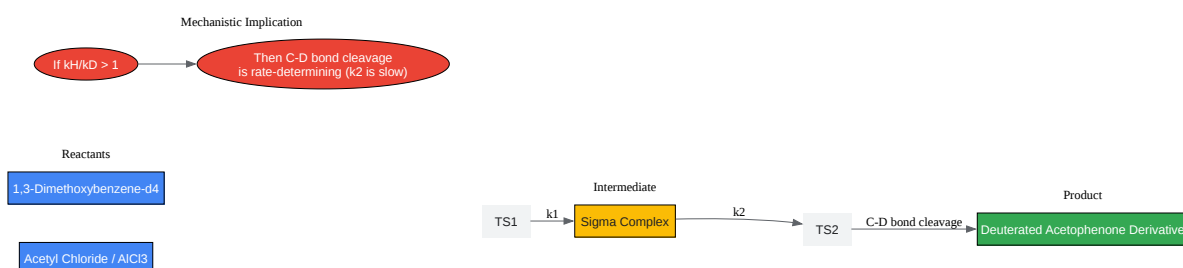 Mechanistic Implication
If kH/kD > 1
Then C-D bond cleavage
is rate-determining (k2 is slow)
Reactants
1,3-Dimethoxybenzene-d4
Acetyl Chloride / AlCl3
TS1
k1
Intermediate
Sigma Complex
k2
TS2
C-D bond cleavage
Product
Deuterated Acetophenone Derivative